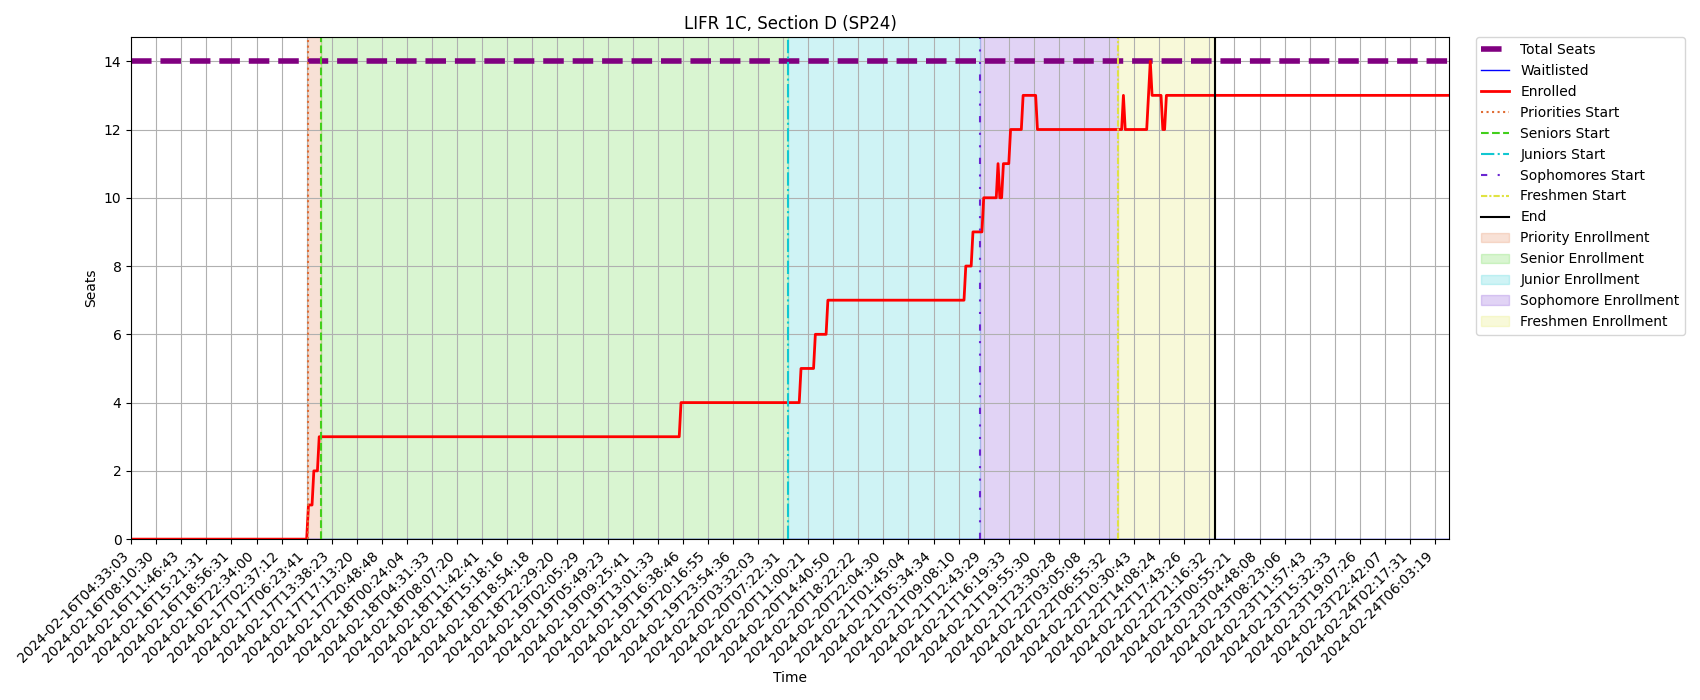 LIFR 1C, Section D (SP24)
Seats
14
12
10
8
6
4
2
0
2024-02-16T04:33:03
2024-02-16T08:10:30
2024-02-16T11:46:43
2024-02-16T15:21:31
2024-02-16T18:56:31
2024-02-16T22:34:00
2024-02-17T02:37:12
2024-02-17T06:23:41
2024-02-17T13:38:23
2024-02-17T17:13:20
2024-02-17T20:48:48
2024-02-18T00:24:04
2024-02-18T04:31:33
2024-02-18T08:07:20
2024-02-18T11:42:41
2024-02-18T15:18:16
2024-02-18T18:54:18
2024-02-18T22:29:20
2024-02-19T02:05:29
2024-02-19T05:49:23
2024-02-19T09:25:41
2024-02-19T13:01:33
2024-02-19T16:38:46
2024-02-19T20:16:55
2024-02-19T23:54:36
2024-02-20T03:32:03
2024-02-20T07:22:31
2024-02-20T11:00:21
2024-02-20T14:40:50
2024-02-20T18:22:22
2024-02-20T22:04:30
2024-02-21T01:45:04
2024-02-21T05:34:34
2024-02-21T09:08:10
2024-02-21T12:43:29
2024-02-21T16:19:33
2024-02-21T19:55:30
2024-02-21T23:30:28
2024-02-22T03:05:08
2024-02-22T06:55:32
2024-02-22T10:30:43
2024-02-22T14:08:24
2024-02-22T17:43:26
2024-02-22T21:16:32
2024-02-23T00:55:21
2024-02-23T04:48:08
2024-02-23T08:23:06
2024-02-23T11:57:43
2024-02-23T15:32:33
2024-02-23T19:07:26
2024-02-23T22:42:07
2024-02-24T02:17:31
2024-02-24T06:03:19
Time
Total Seats
Waitlisted
Enrolled
Priorities Start
Seniors Start
Juniors Start
Sophomores Start
Freshmen Start
End
Priority Enrollment
Senior Enrollment
Junior Enrollment
Sophomore Enrollment
Freshmen Enrollment